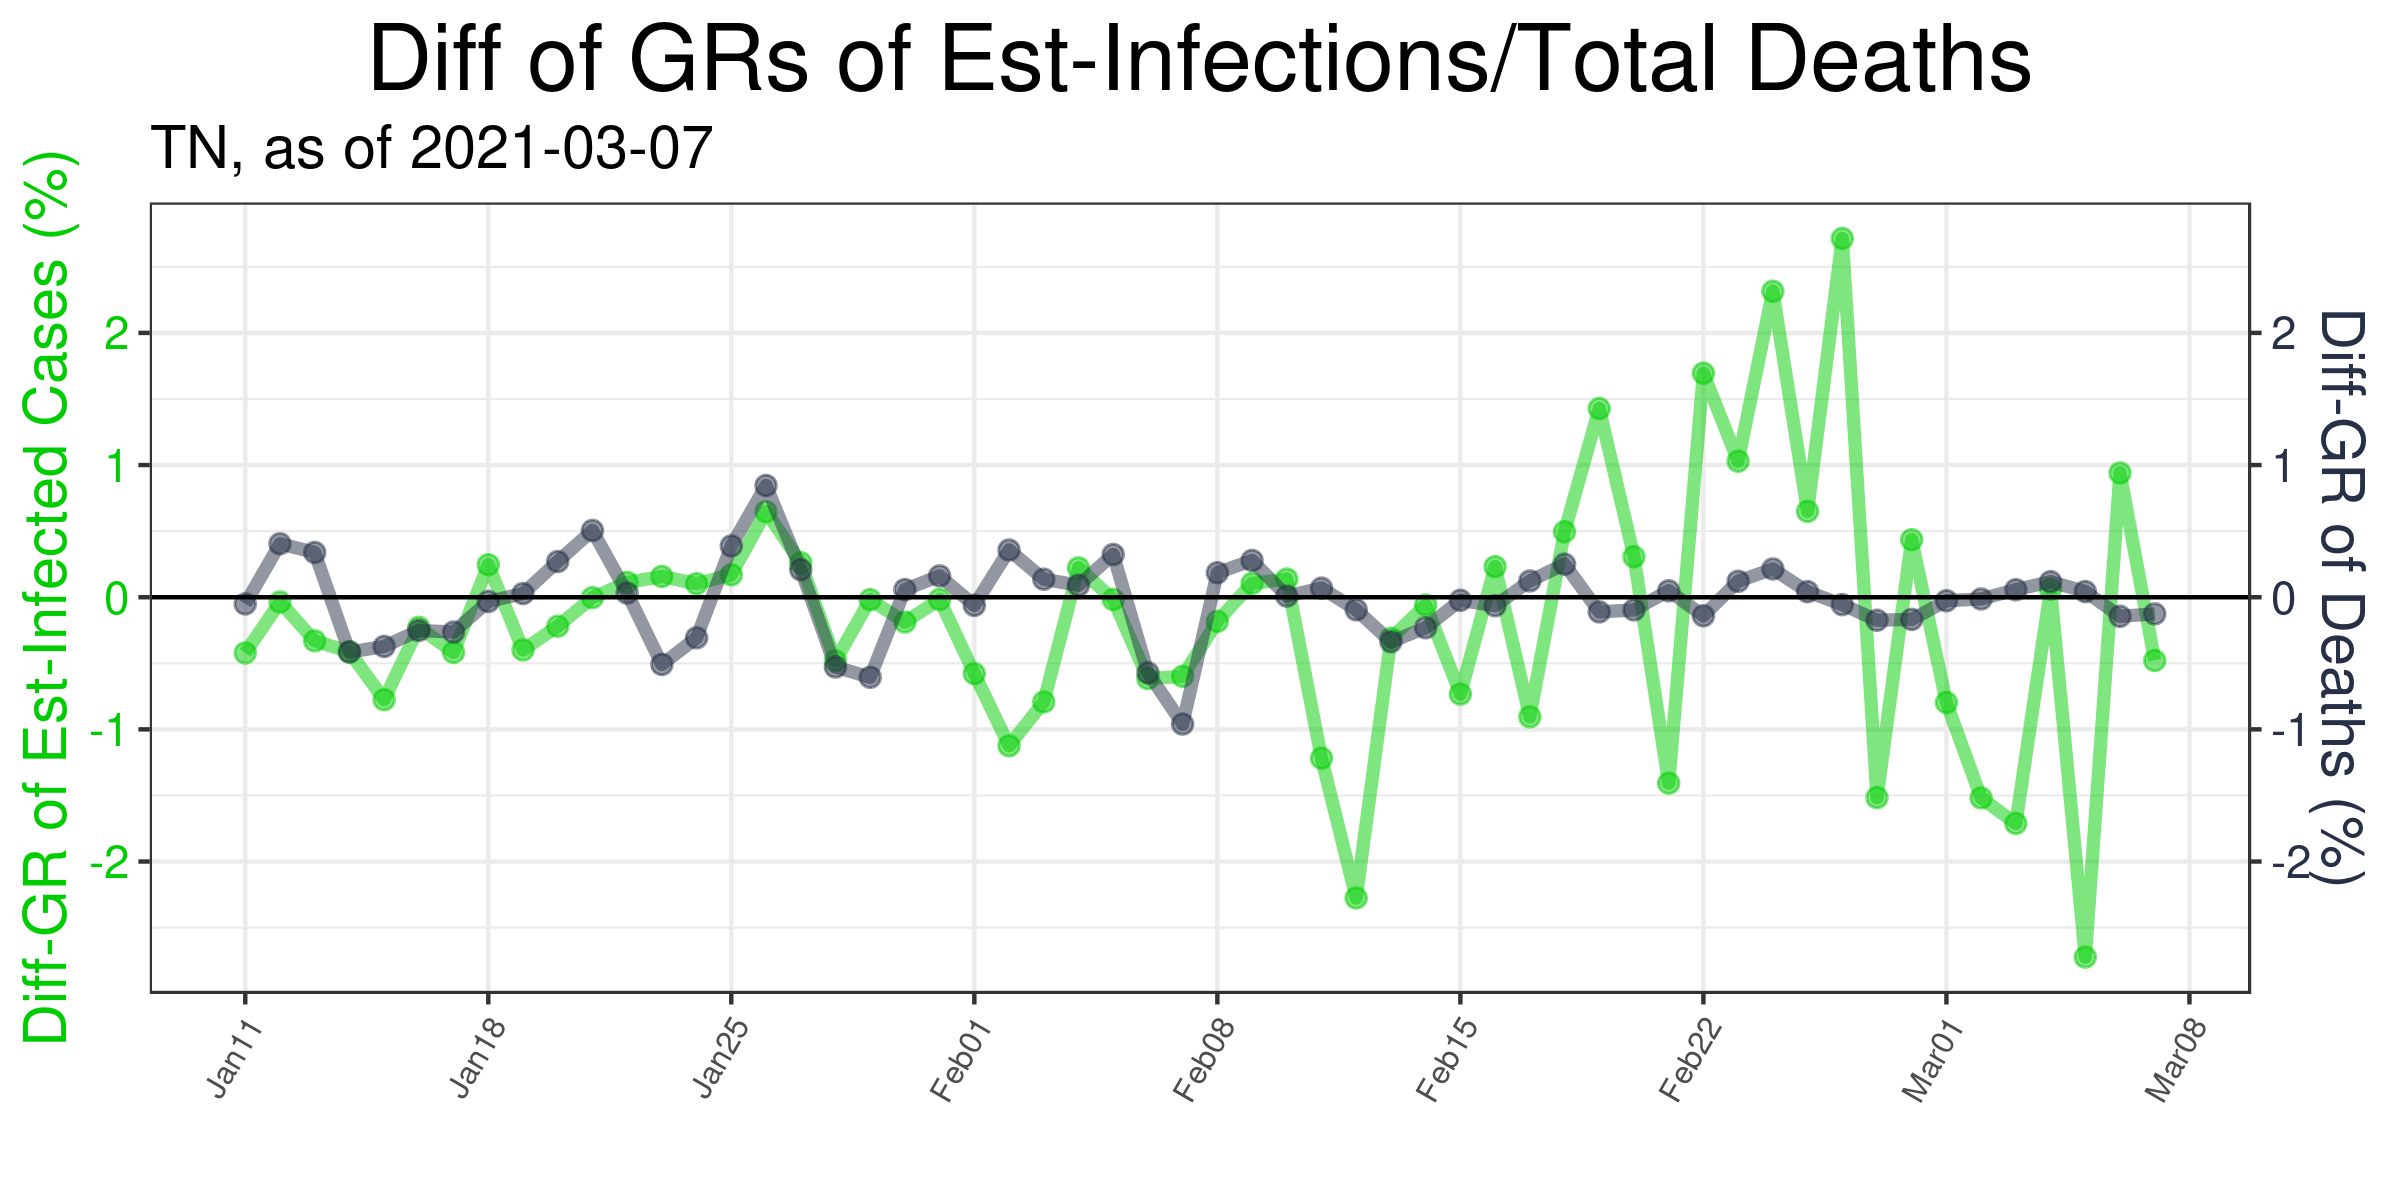 Diff of GRs of Est-Infections/Total Deaths
TN, as of 2021-03-07
Diff-GR of Est-Infected Cases (%)
2
1
0
-1
-2
2
1
0
-1
-2
Diff-GR of Deaths (%)
Jan11
Jan18
Jan25
Feb01
Feb08
Feb15
Feb22
Mar01
Mar08